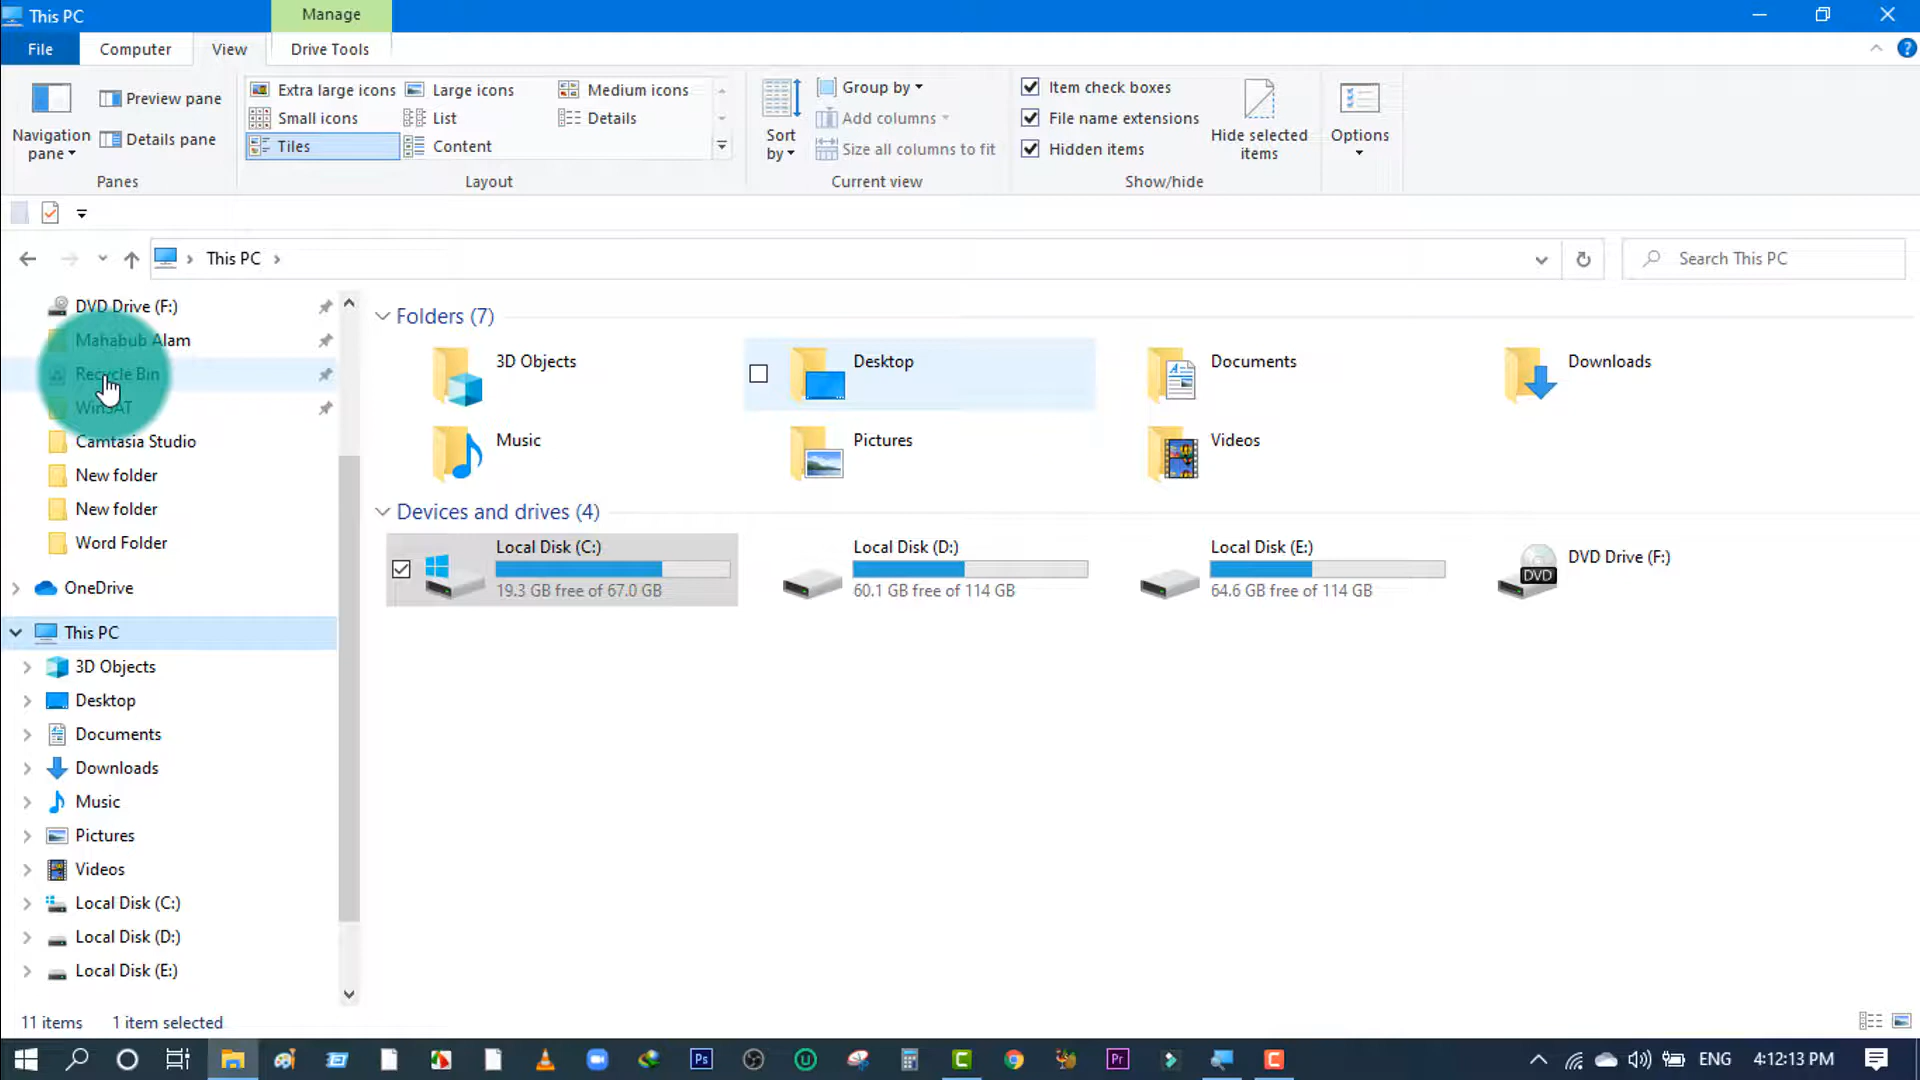 This PC
Manage
File
Computer
View
Drive Tools
Navigation pane
Preview pane
Details pane
Panes
Extra large icons
Large icons
Medium icons
Small icons
List
Details
Tiles
Content
Layout
Sort by
Group by
Add columns
Size all columns to fit
Current view
Item check boxes
File name extensions
Hidden items
Hide selected items
Show/hide
Options
This PC
Search This PC
DVD Drive (F:)
Mahabub Alam
Recycle Bin
WinSAT
Camtasia Studio
New folder
New folder
Word Folder
OneDrive
This PC
3D Objects
Desktop
Documents
Downloads
Music
Pictures
Videos
Local Disk (C:)
Local Disk (D:)
Local Disk (E:)
Folders (7)
3D Objects
Desktop
Documents
Downloads
Music
Pictures
Videos
Devices and drives (4)
Local Disk (C:)
19.3 GB free of 67.0 GB
Local Disk (D:)
60.1 GB free of 114 GB
Local Disk (E:)
64.6 GB free of 114 GB
DVD
DVD Drive (F:)
11 items
1 item selected
Ps
Pr
ENG
4:12:13 PM